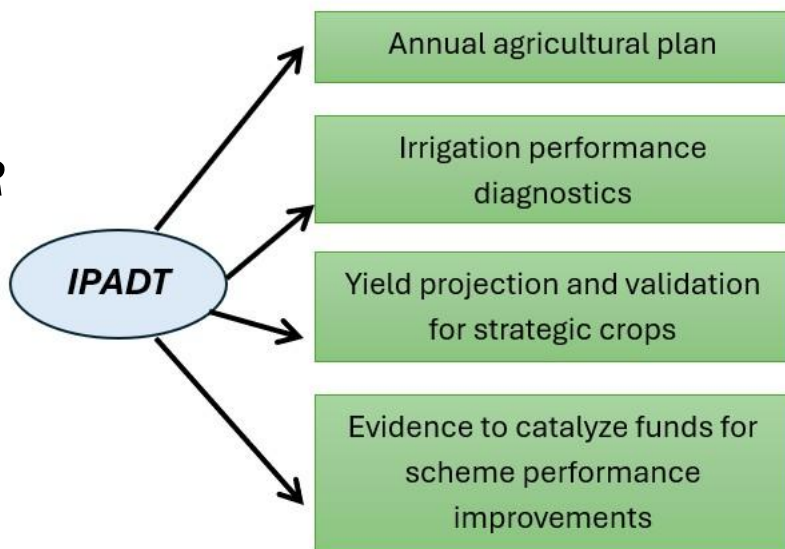 Annual agricultural plan
Irrigation performance
diagnostics
IPADT
Yield projection and validation
for strategic crops
Evidence to catalyze funds for
scheme performance
improvements